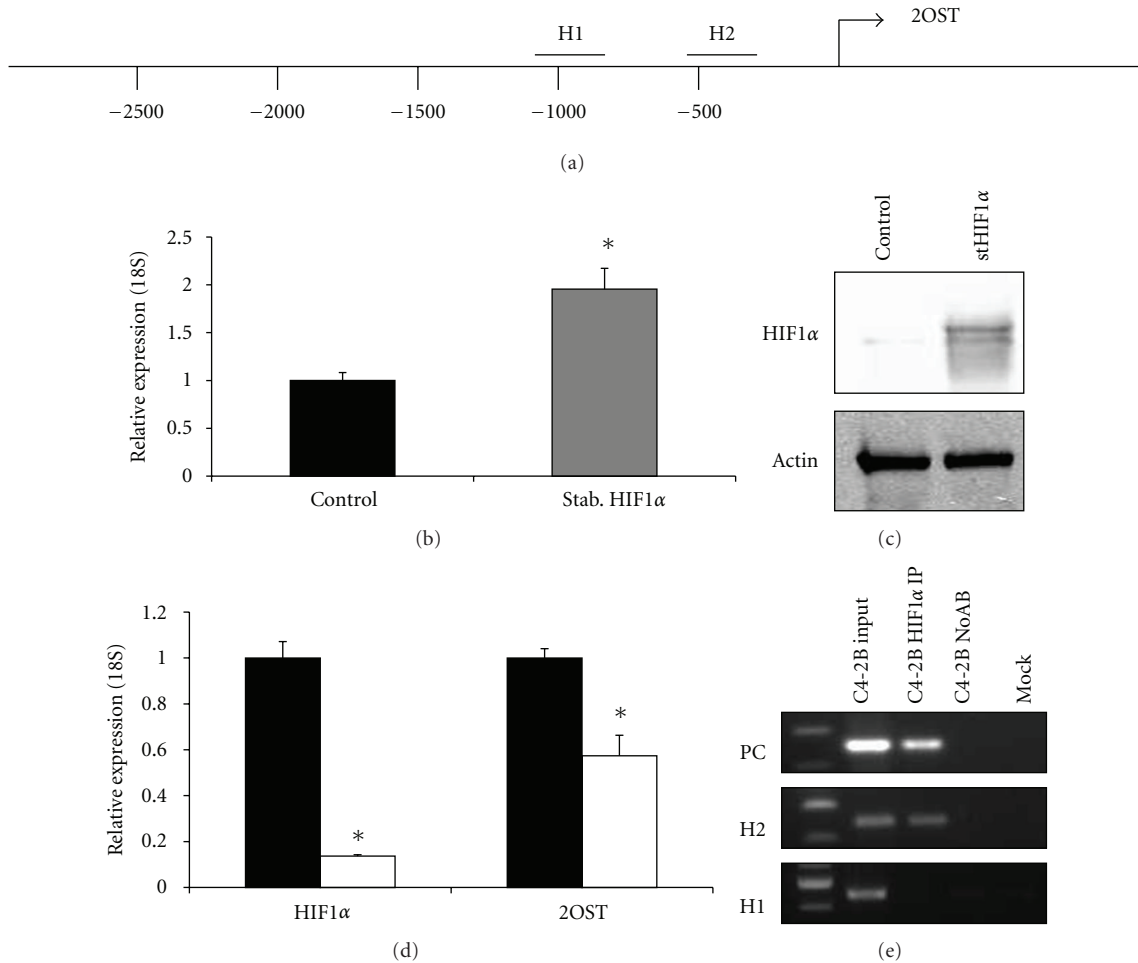 H1 H2 2OST
−2500 −2000 −1500 −1000 −500
(a)
Relative expression (18S)
2.5
2
1.5
1
0.5
0
*
Control Stab. HIF1α
(b)
Control stHIF1α
HIF1α
Actin
(c)
Relative expression (18S)
1.2
1
0.8
0.6
0.4
0.2
0
*
*
HIF1α 2OST
(d)
C4-2B input C4-2B HIF1α IP C4-2B NoAB Mock
PC
H2
H1
(e)